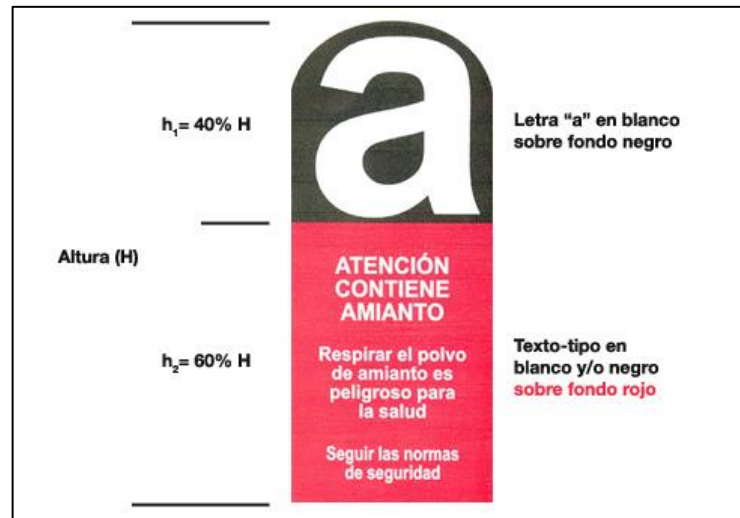 a
h₁= 40% H
Letra “a” en blanco
sobre fondo negro
Altura (H)
ATENCIÓN
CONTIENE
AMIANTO
Respirar el polvo
de amianto es
peligroso para
la salud
Seguir las normas
de seguridad
h₂= 60% H
Texto-tipo en
blanco y/o negro
sobre fondo rojo